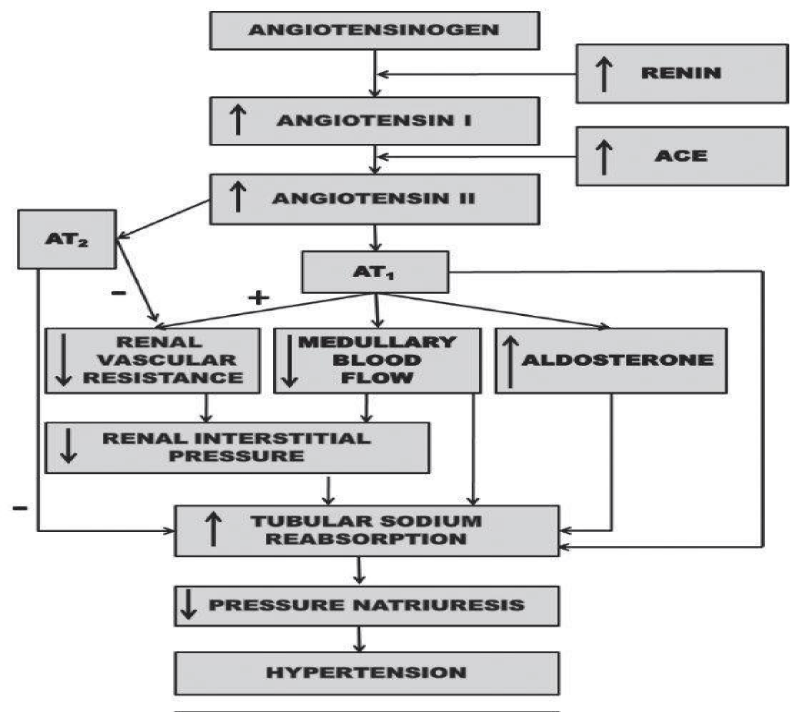 ANGIOTENSINOGEN
↑ RENIN
↑ ANGIOTENSIN I
↑ ACE
↑ ANGIOTENSIN II
AT₂
AT₁
–
+
↓ RENAL
VASCULAR
RESISTANCE
↓ MEDULLARY
BLOOD
FLOW
↑ ALDOSTERONE
↓ RENAL INTERSTITIAL
PRESSURE
–
↑ TUBULAR SODIUM
REABSORPTION
↓ PRESSURE NATRIURESIS
HYPERTENSION